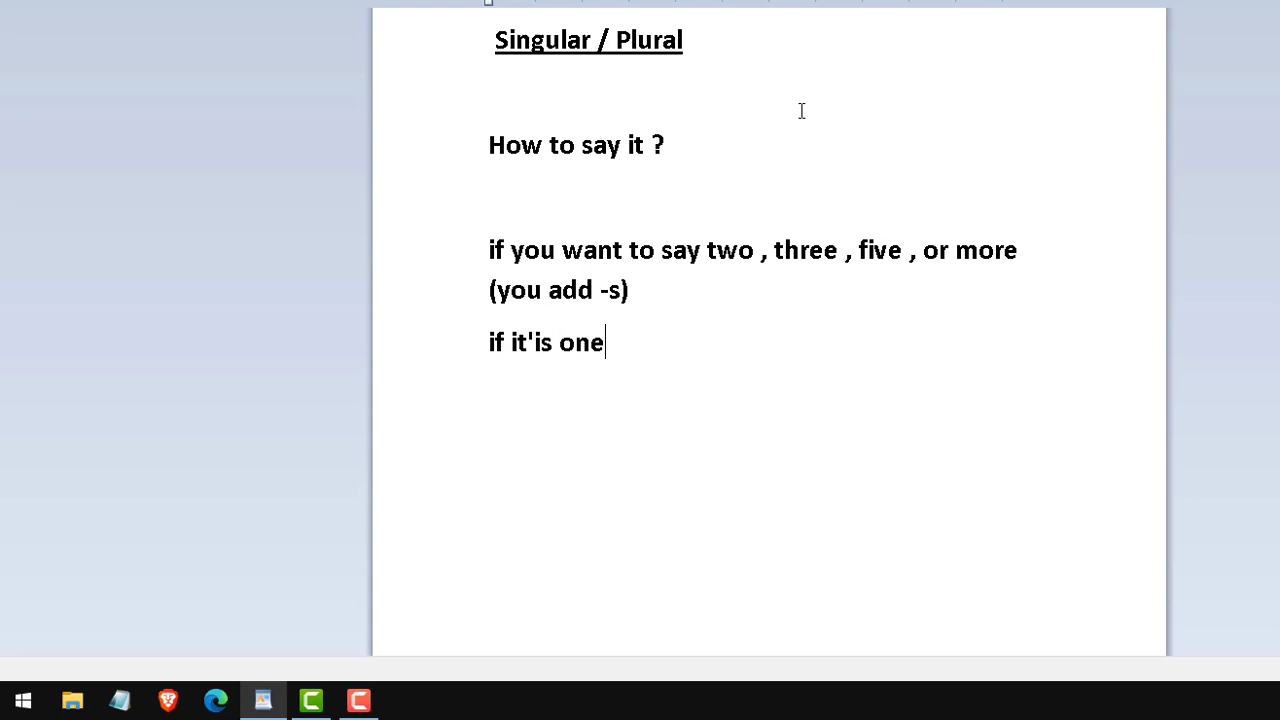 Singular / Plural
How to say it ?
if you want to say two , three , five , or more
(you add -s)
if it'is one